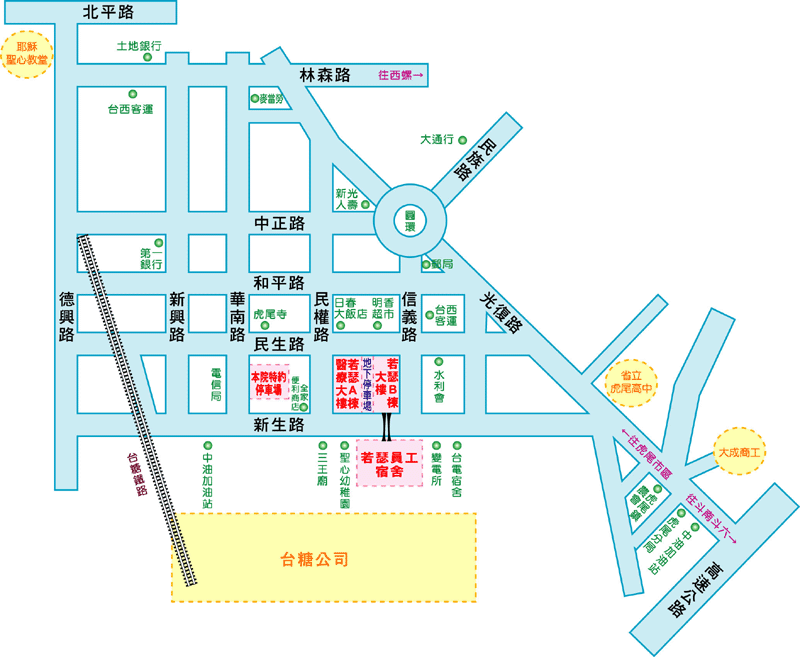 北平路
耶穌
聖心教堂
土地銀行
林森路
往西螺→
台西客運
麥當勞
大通行
民族路
新光
人壽
圓環
中正路
第一
銀行
郵局
和平路
德興路
新興路
華南路
民權路
信義路
光復路
虎尾寺
日春
大飯店
明香
超市
台西
客運
民生路
電信局
本院特約
停車場
全家
便利商店
若瑟A棟
醫療大樓
地下停車場
若瑟B棟
大樓
水利會
省立
虎尾高中
新生路
←往虎尾市區
大成商工
台糖鐵路
中油加油站
三王廟
聖心幼稚園
若瑟員工
宿舍
變電所
台電宿舍
虎尾鎮
農會
往斗南斗六→
虎尾分局
中油加油站
高速公路
台糖公司